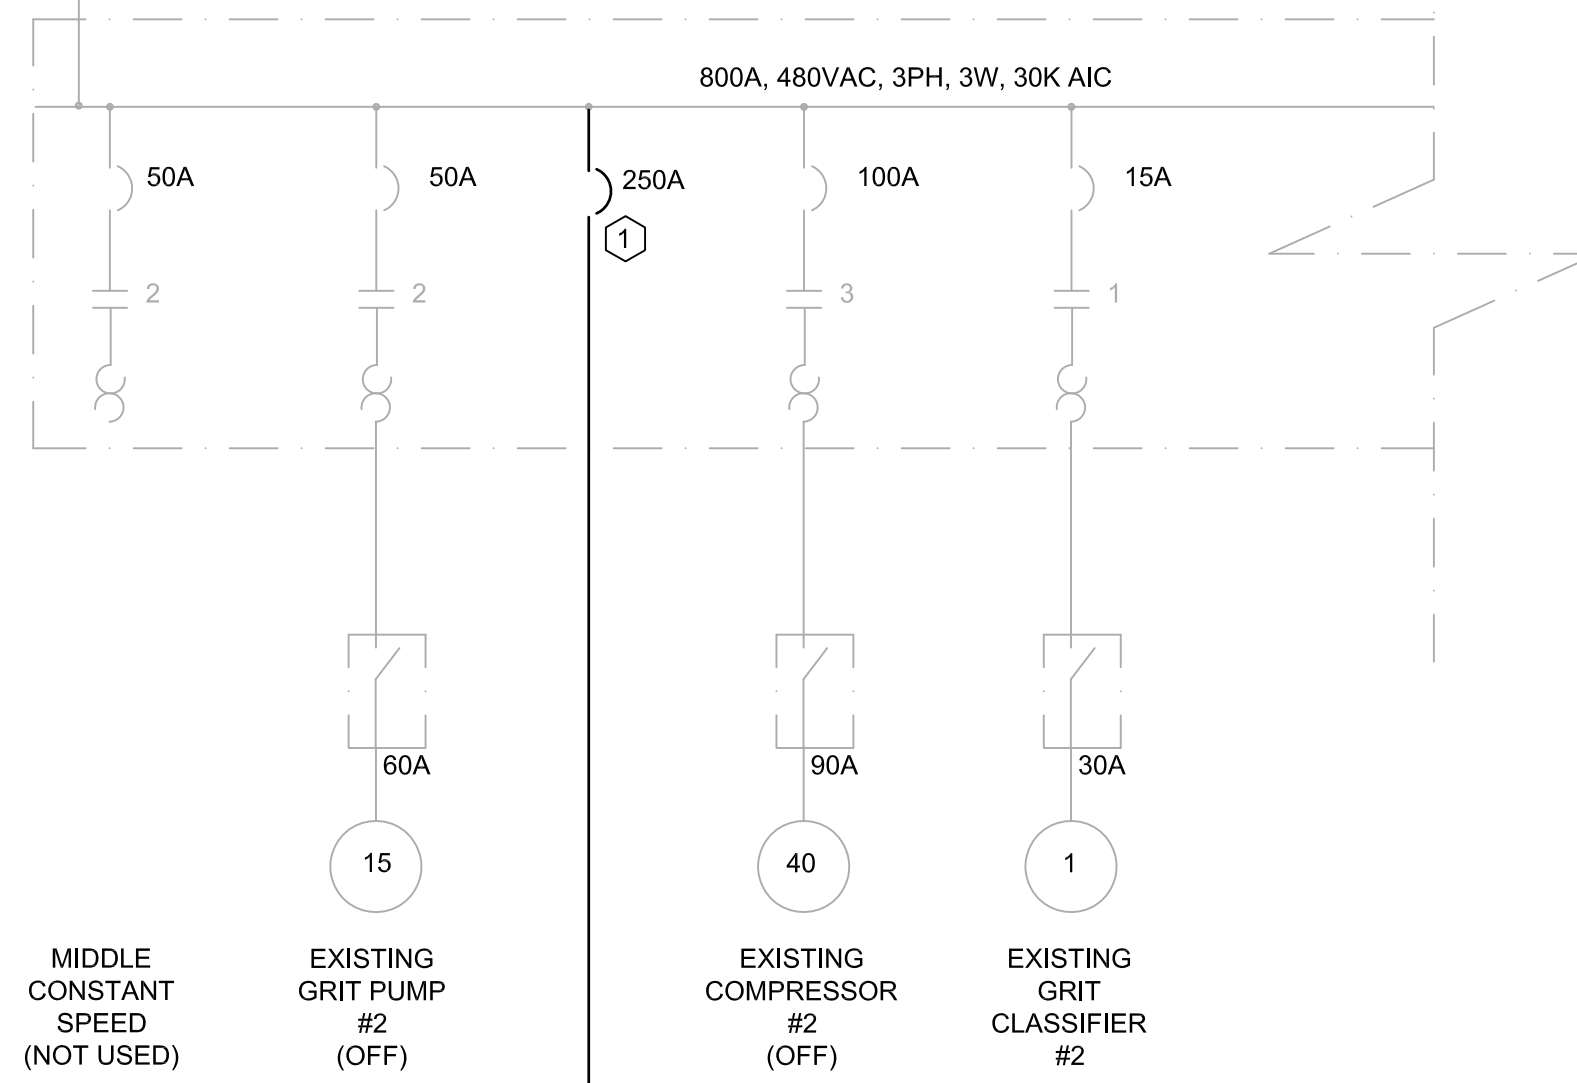 800A, 480VAC, 3PH, 3W, 30K AIC
50A
50A
250A
100A
15A
1
2
2
3
1
60A
90A
30A
15
40
1
MIDDLE
CONSTANT
SPEED
(NOT USED)
EXISTING
GRIT PUMP
#2
(OFF)
EXISTING
COMPRESSOR
#2
(OFF)
EXISTING
GRIT
CLASSIFIER
#2